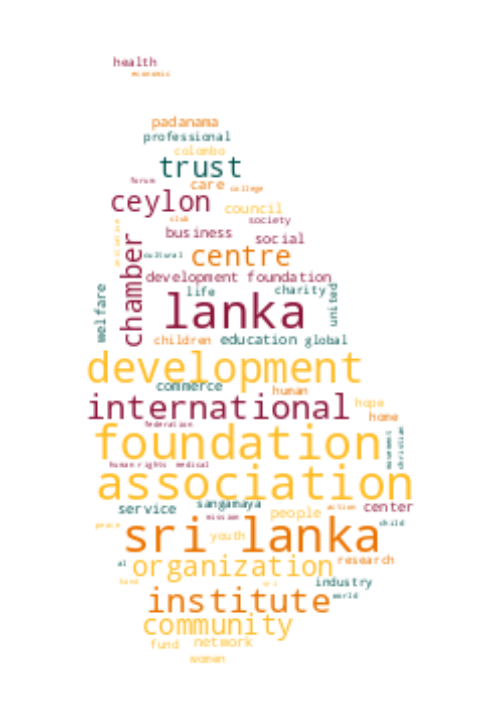 health
economic
padanama
professional
colombo
trust
forum
care college
ceylon council
club society
business social
initiative
cultural centre
chamber
development foundation
welfare life charity united
lanka
children education global
development
commerce human
international hope
home
federation
foundation
movement christian
human rights medical
association
sangamaya
service action center
mission people
peace child
sri lanka
youth
al organization research
hand sri industry
world
institute
community
fund network
women